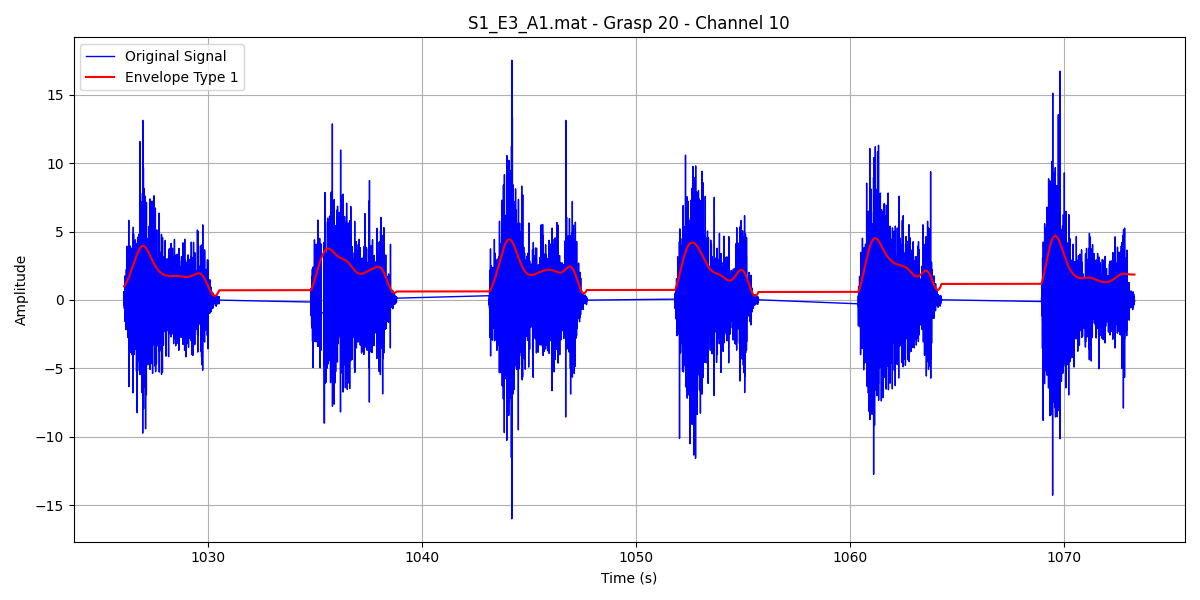 S1_E3_A1.mat - Grasp 20 - Channel 10
Original Signal
Envelope Type 1
Amplitude
15
10
5
0
−5
−10
−15
1030 1040 1050 1060 1070
Time (s)